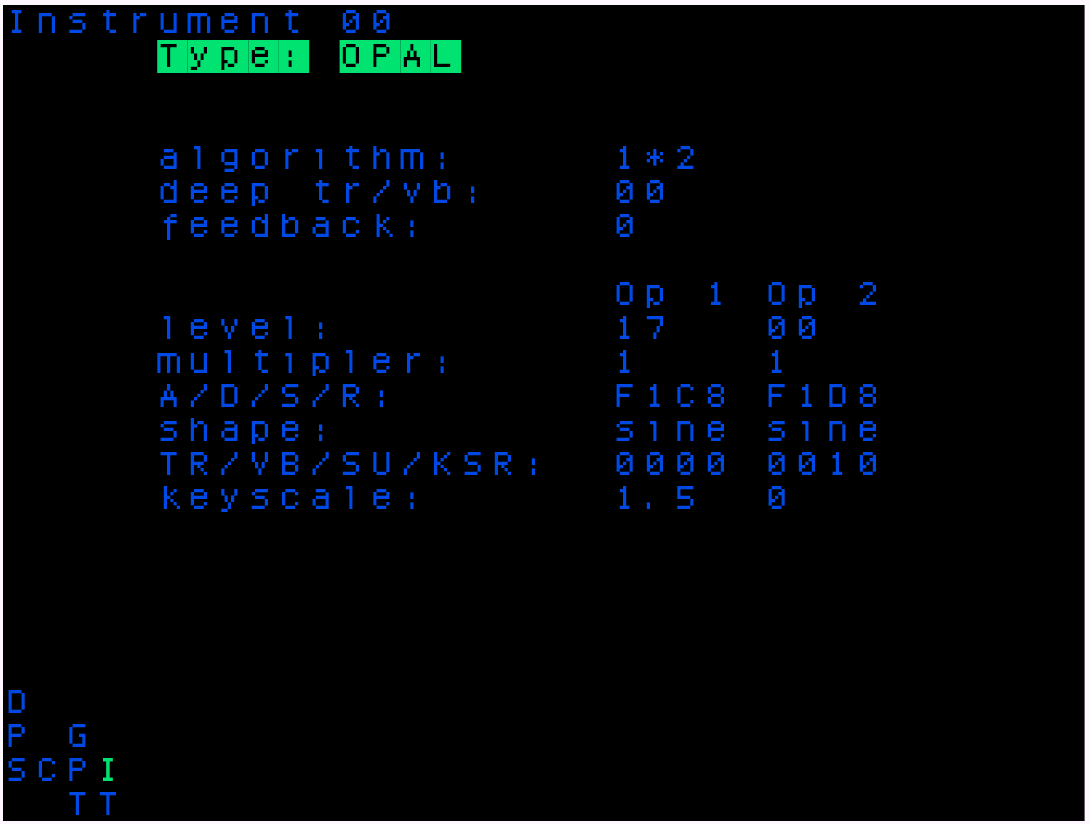 Instrument 00
Type: OPAL
algorithm: 1*2
deep tr/vb: 00
feedback: 0
Op 1 Op 2
level: 17 00
multipler: 1 1
A/D/S/R: F1C8 F1D8
shape: sine sine
TR/VB/SU/KSR: 0000 0010
keyscale: 1.5 0
D
P G
SCPI
TT